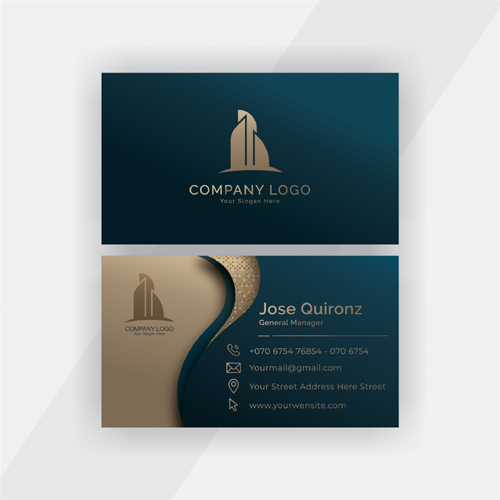 COMPANY LOGO
Your Slogan Here
COMPANY LOGO
Your Slogan Here
Jose Quironz
General Manager
+070 6754 76854 - 070 6754
Yourmail@gmail.com
Your Street Address Here Street
www.yourwensite.com